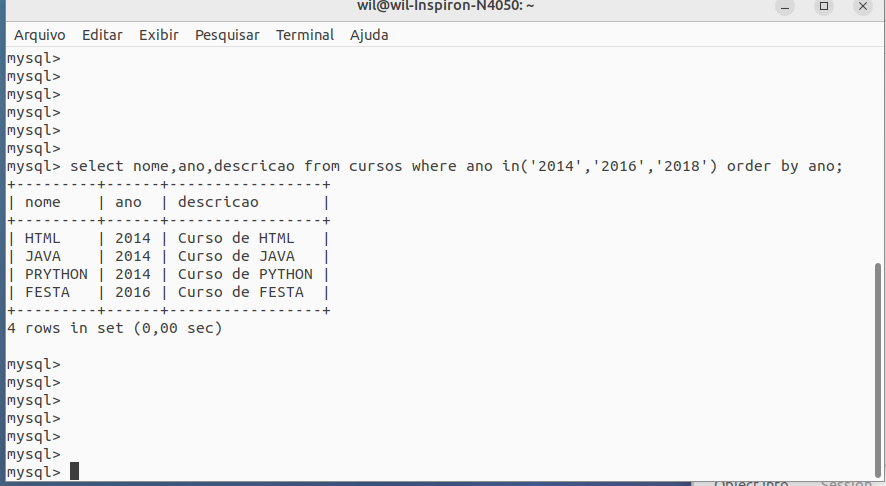 wil@wil-Inspiron-N4050: ~
Arquivo Editar Exibir Pesquisar Terminal Ajuda
mysql>
mysql>
mysql>
mysql>
mysql>
mysql>
mysql> select nome,ano,descricao from cursos where ano in('2014','2016','2018') order by ano;
+---------+------+-----------------+
| nome    | ano  | descricao       |
+---------+------+-----------------+
| HTML    | 2014 | Curso de HTML   |
| JAVA    | 2014 | Curso de JAVA   |
| PRYTHON | 2014 | Curso de PYTHON |
| FESTA   | 2016 | Curso de FESTA  |
+---------+------+-----------------+
4 rows in set (0,00 sec)
mysql>
mysql>
mysql>
mysql>
mysql>
mysql>
mysql>
Object Info Session